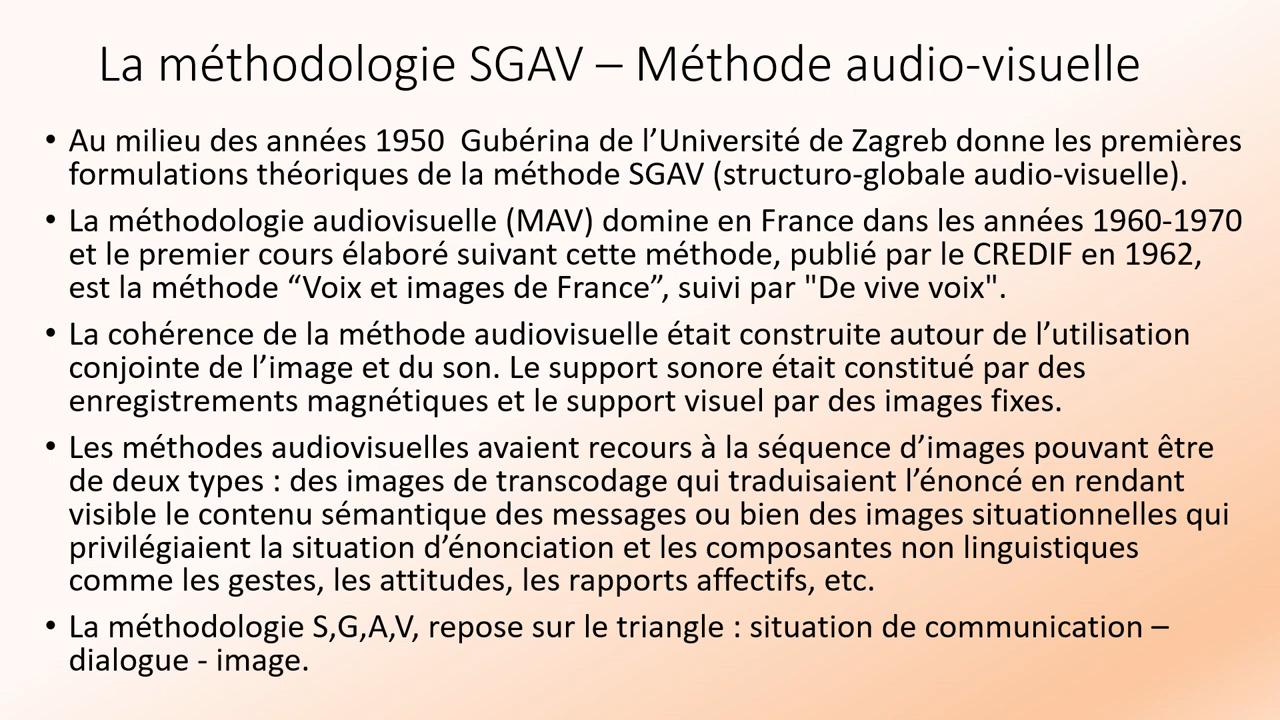 La méthodologie SGAV – Méthode audio-visuelle
• Au milieu des années 1950  Gubérina de l’Université de Zagreb donne les premières
formulations théoriques de la méthode SGAV (structuro-globale audio-visuelle).
• La méthodologie audiovisuelle (MAV) domine en France dans les années 1960-1970
et le premier cours élaboré suivant cette méthode, publié par le CREDIF en 1962,
est la méthode “Voix et images de France”, suivi par "De vive voix".
• La cohérence de la méthode audiovisuelle était construite autour de l’utilisation
conjointe de l’image et du son. Le support sonore était constitué par des
enregistrements magnétiques et le support visuel par des images fixes.
• Les méthodes audiovisuelles avaient recours à la séquence d’images pouvant être
de deux types : des images de transcodage qui traduisaient l’énoncé en rendant
visible le contenu sémantique des messages ou bien des images situationnelles qui
privilégiaient la situation d’énonciation et les composantes non linguistiques
comme les gestes, les attitudes, les rapports affectifs, etc.
• La méthodologie S,G,A,V, repose sur le triangle : situation de communication –
dialogue - image.